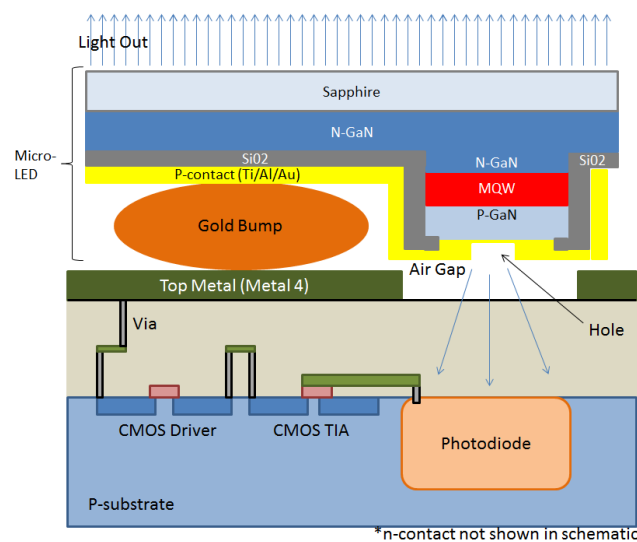 Light Out
Sapphire
N-GaN
Micro-
LED
Si02
Si02
N-GaN
P-contact (Ti/Al/Au)
MQW
P-GaN
Gold Bump
Air Gap
Top Metal (Metal 4)
Via
Hole
CMOS Driver
CMOS TIA
Photodiode
P-substrate
*n-contact not shown in schematic